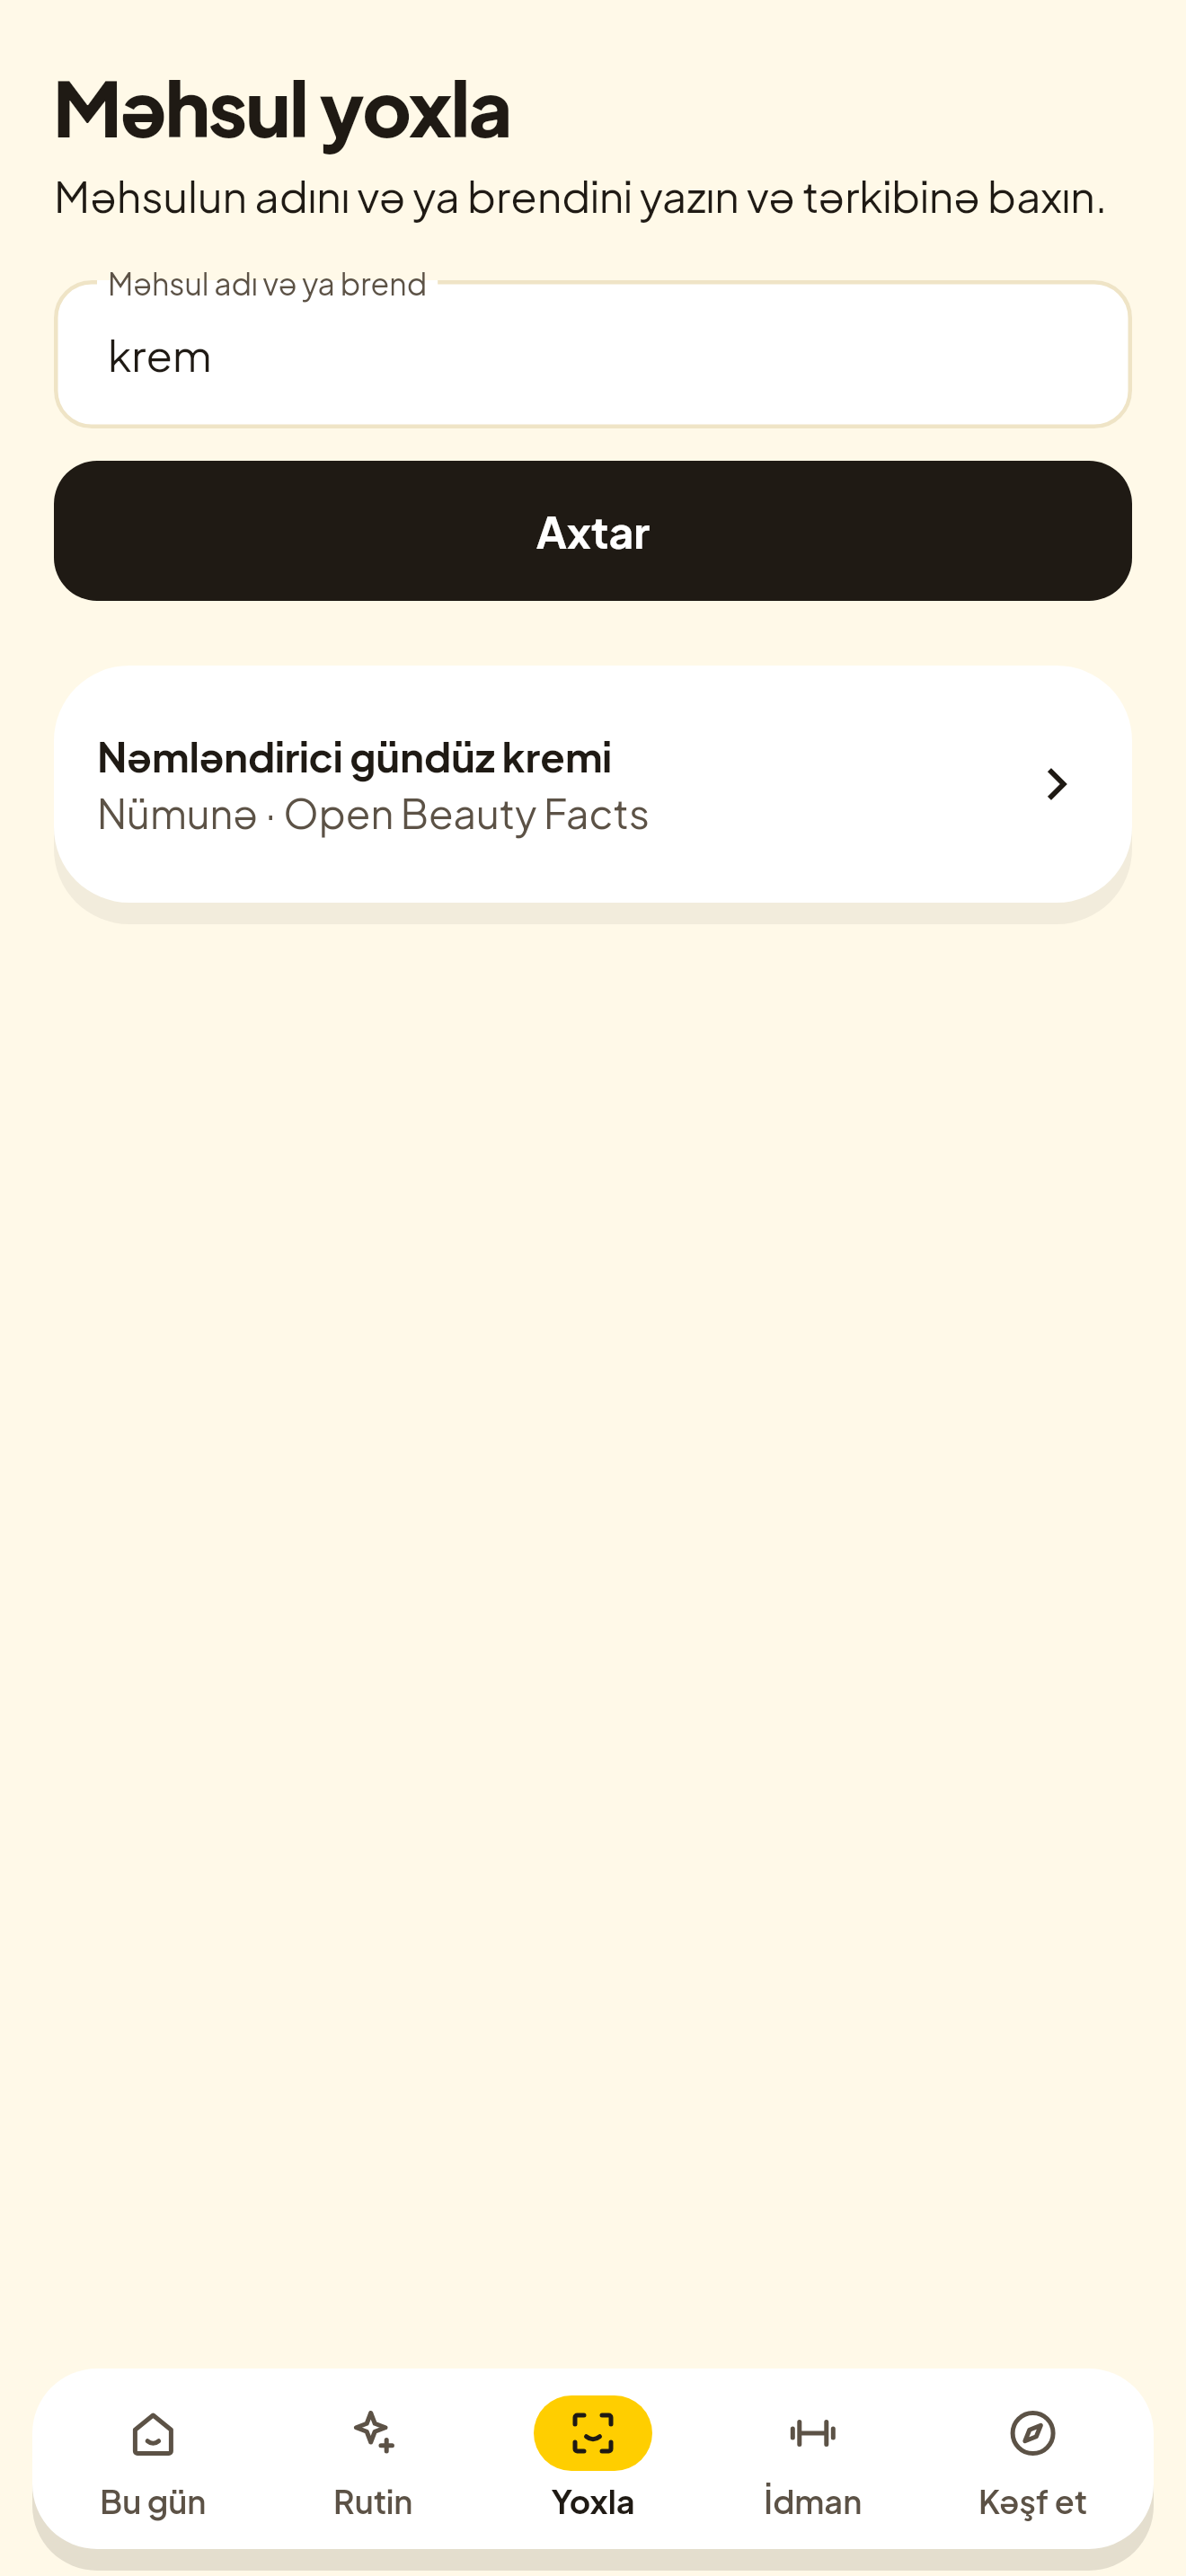 Məhsul yoxla
Məhsulun adını və ya brendini yazın və tərkibinə baxın.
Məhsul adı və ya brend
krem
Axtar
Nəmləndirici gündüz kremi
Nümunə · Open Beauty Facts
Bu gün
Rutin
Yoxla
İdman
Kəşf et